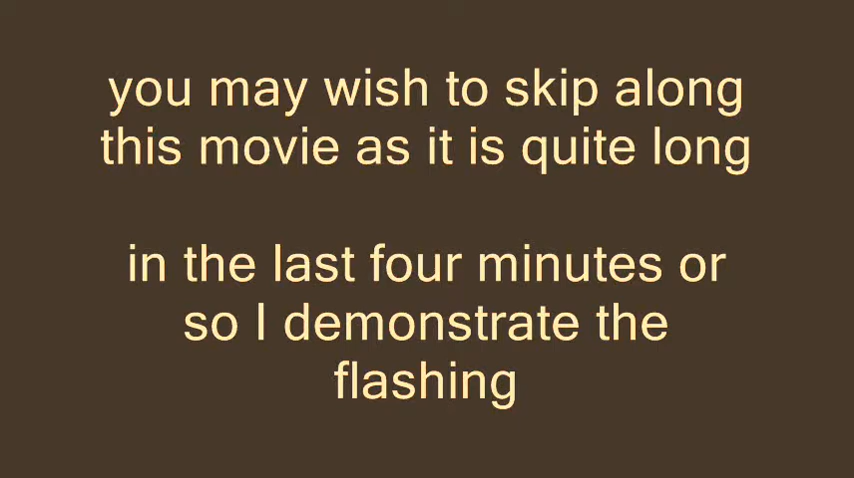 you may wish to skip along
this movie as it is quite long
in the last four minutes or
so I demonstrate the
flashing